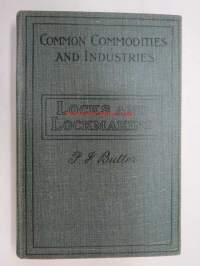 COMMON COMMODITIES
AND INDUSTRIES
LOCKS AND
LOCKMAKING
F. J. Butter